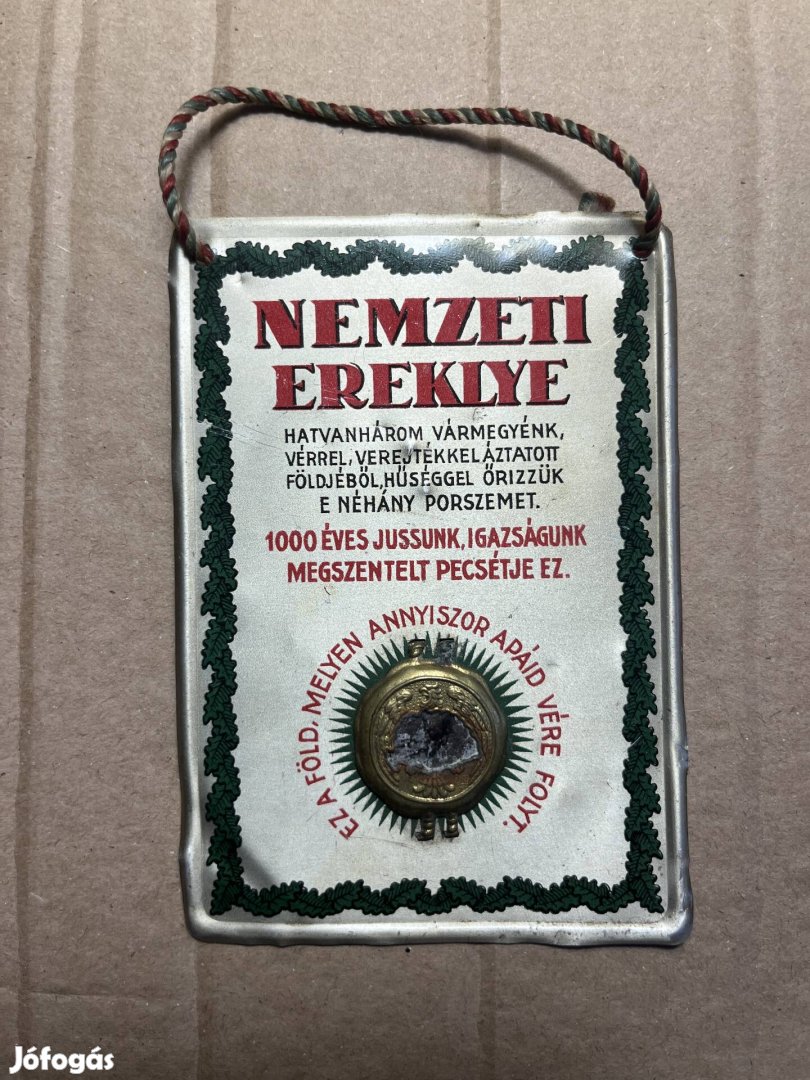 NEMZETI
EREKLYE
HATVANHÁROM VÁRMEGYÉNK,
VÉRREL, VEREJTÉKKEL ÁZTATOTT
FÖLDJÉBŐL, HŰSÉGGEL ŐRIZZÜK
E NÉHÁNY PORSZEMET.
1000 ÉVES JUSSUNK, IGAZSÁGUNK
MEGSZENTELT PECSÉTJE EZ.
EZ A FÖLD, MELYEN ANNYISZOR APÁID VÉRE FOLYT.
Jófogás